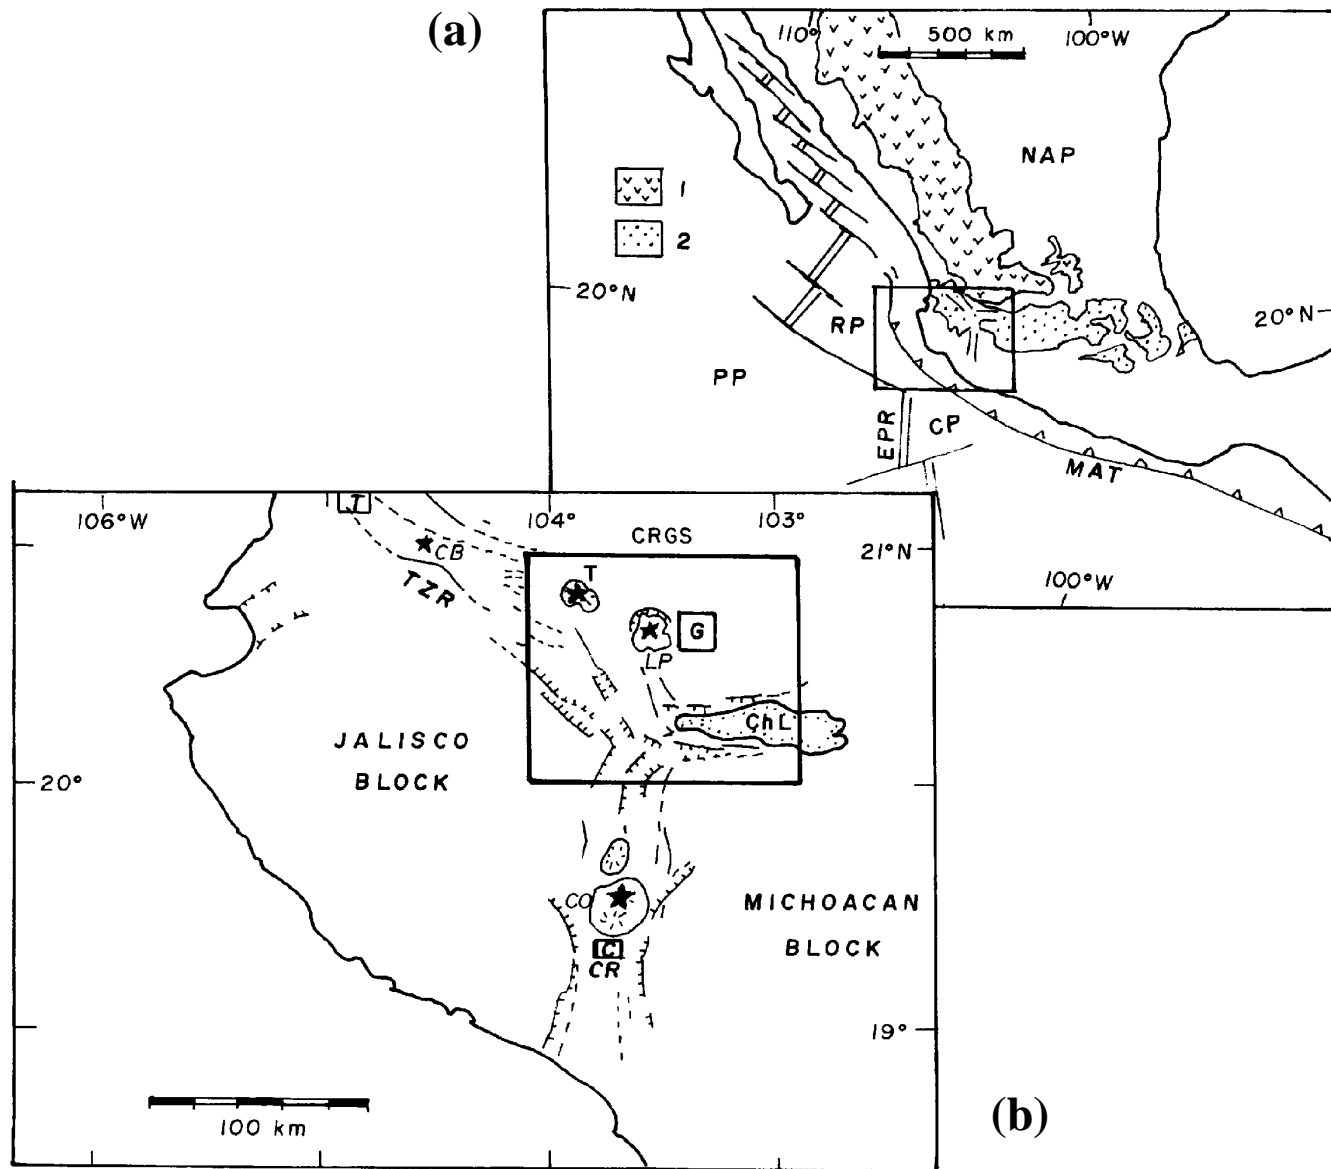 (a)
110°
500 km
100°W
NAP
1
2
20°N
20°N
RP
PP
EPR
CP
MAT
100°W
106°W
T
104°
103°
CRGS
21°N
CB
T
TZR
G
LP
ChL
JALISCO
BLOCK
20°
CO
MICHOACAN
BLOCK
C
CR
19°
100 km
(b)